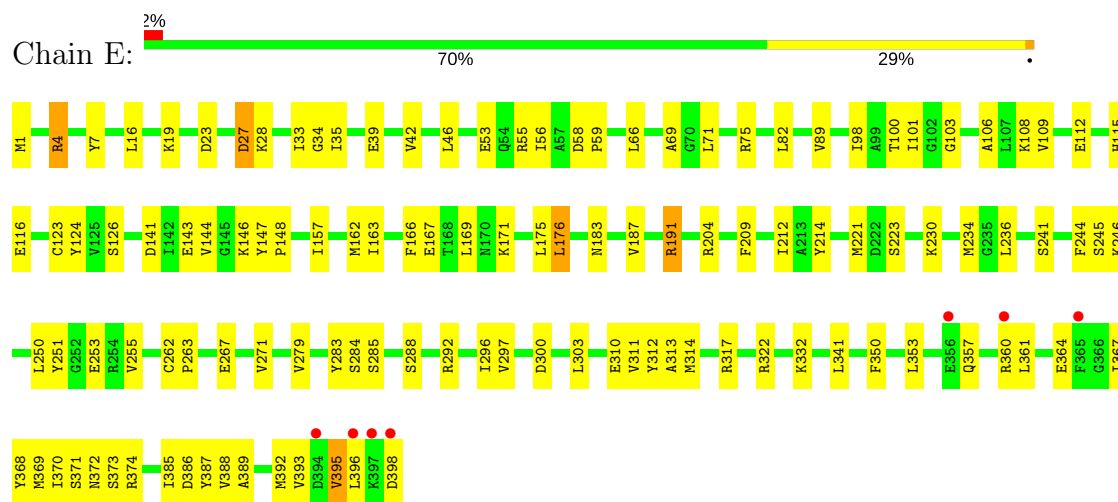 2%
Chain E:
70% 29% •
M1 R4 Y7 L16 K19 D23 D27 K28 I33 G34 I35 E39 V42 L46 E53 Q54 R55 I56 A57 D58 P59 L66 A69 G70 L71 R75 L82 V89 I98 A99 T100 I101 G102 G103 A106 L107 K108 V109 E112 H115
E116 C123 Y124 V125 S126 D141 I142 E143 V144 G145 K146 Y147 P148 I157 M162 I163 F166 E167 T168 L169 N170 K171 L175 L176 N183 V187 R191 R204 F209 I212 A213 Y214 M221 D222 S223 K230 M234 G235 L236 S241 F244 S245 K246
L250 Y251 G252 E253 R254 V255 C262 P263 E267 V271 V279 Y283 S284 S285 S288 R292 I296 V297 D300 L303 E310 V311 Y312 A313 M314 R317 R322 K332 L341 F350 L353 E356 Q357 R360 L361 E364 F365 G366 I367
Y368 M369 I370 S371 N372 S373 R374 I385 D386 Y387 V388 A389 M392 V393 D394 V395 L396 K397 D398